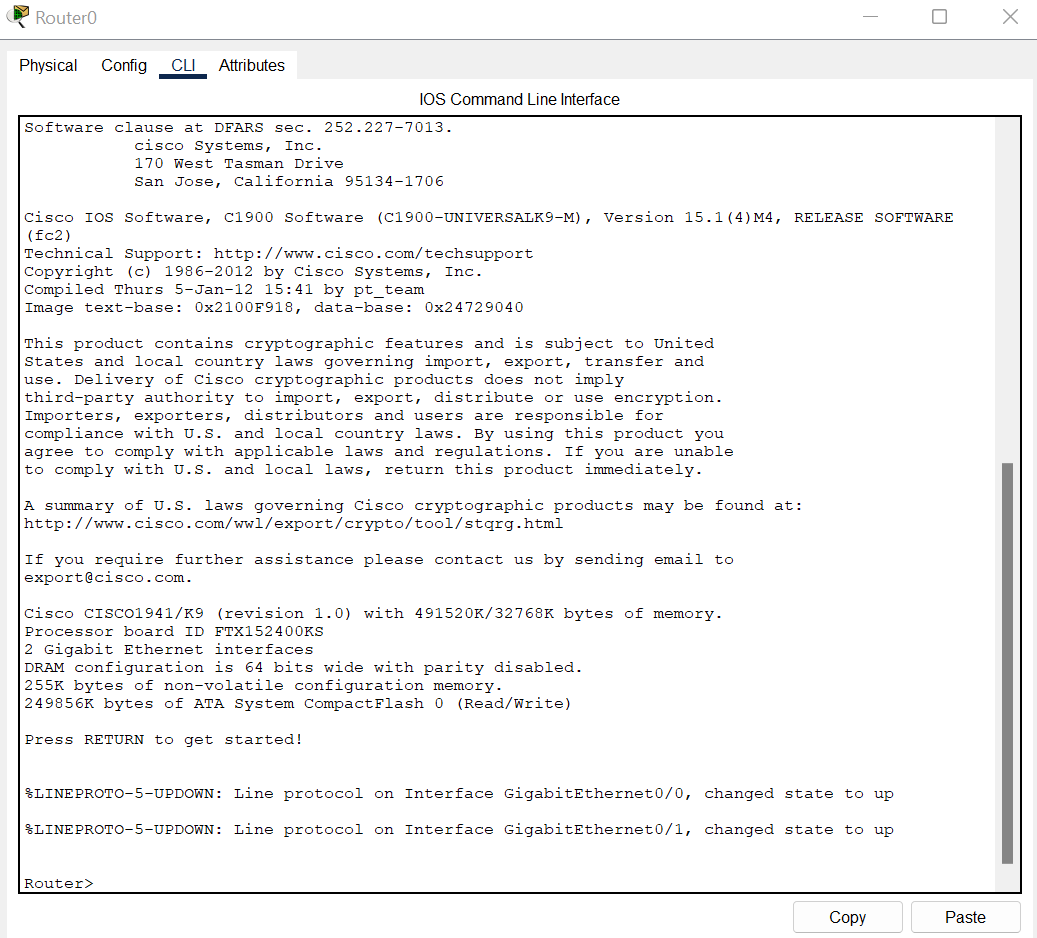 Router0
Physical Config CLI Attributes
IOS Command Line Interface
Software clause at DFARS sec. 252.227-7013.
cisco Systems, Inc.
170 West Tasman Drive
San Jose, California 95134-1706
Cisco IOS Software, C1900 Software (C1900-UNIVERSALK9-M), Version 15.1(4)M4, RELEASE SOFTWARE
(fc2)
Technical Support: http://www.cisco.com/techsupport
Copyright (c) 1986-2012 by Cisco Systems, Inc.
Compiled Thurs 5-Jan-12 15:41 by pt_team
Image text-base: 0x2100F918, data-base: 0x24729040
This product contains cryptographic features and is subject to United
States and local country laws governing import, export, transfer and
use. Delivery of Cisco cryptographic products does not imply
third-party authority to import, export, distribute or use encryption.
Importers, exporters, distributors and users are responsible for
compliance with U.S. and local country laws. By using this product you
agree to comply with applicable laws and regulations. If you are unable
to comply with U.S. and local laws, return this product immediately.
A summary of U.S. laws governing Cisco cryptographic products may be found at:
http://www.cisco.com/wwl/export/crypto/tool/stqrg.html
If you require further assistance please contact us by sending email to
export@cisco.com.
Cisco CISCO1941/K9 (revision 1.0) with 491520K/32768K bytes of memory.
Processor board ID FTX152400KS
2 Gigabit Ethernet interfaces
DRAM configuration is 64 bits wide with parity disabled.
255K bytes of non-volatile configuration memory.
249856K bytes of ATA System CompactFlash 0 (Read/Write)
Press RETURN to get started!
%LINEPROTO-5-UPDOWN: Line protocol on Interface GigabitEthernet0/0, changed state to up
%LINEPROTO-5-UPDOWN: Line protocol on Interface GigabitEthernet0/1, changed state to up
Router>
Copy Paste